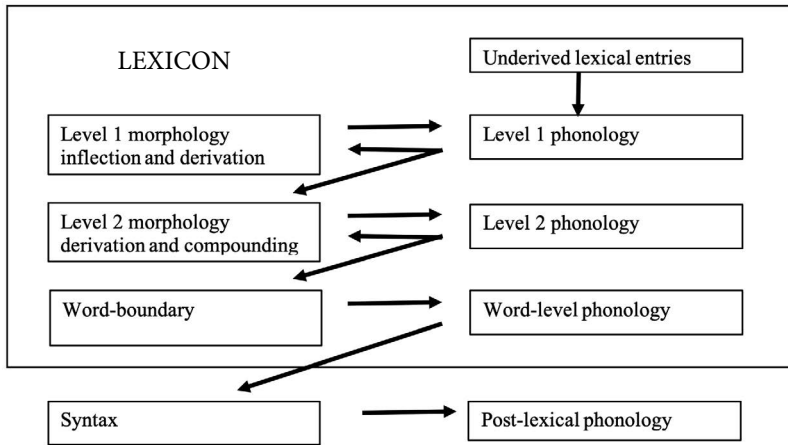 LEXICON
Underived lexical entries
Level 1 morphology
inflection and derivation
Level 1 phonology
Level 2 morphology
derivation and compounding
Level 2 phonology
Word-boundary
Word-level phonology
Syntax
Post-lexical phonology